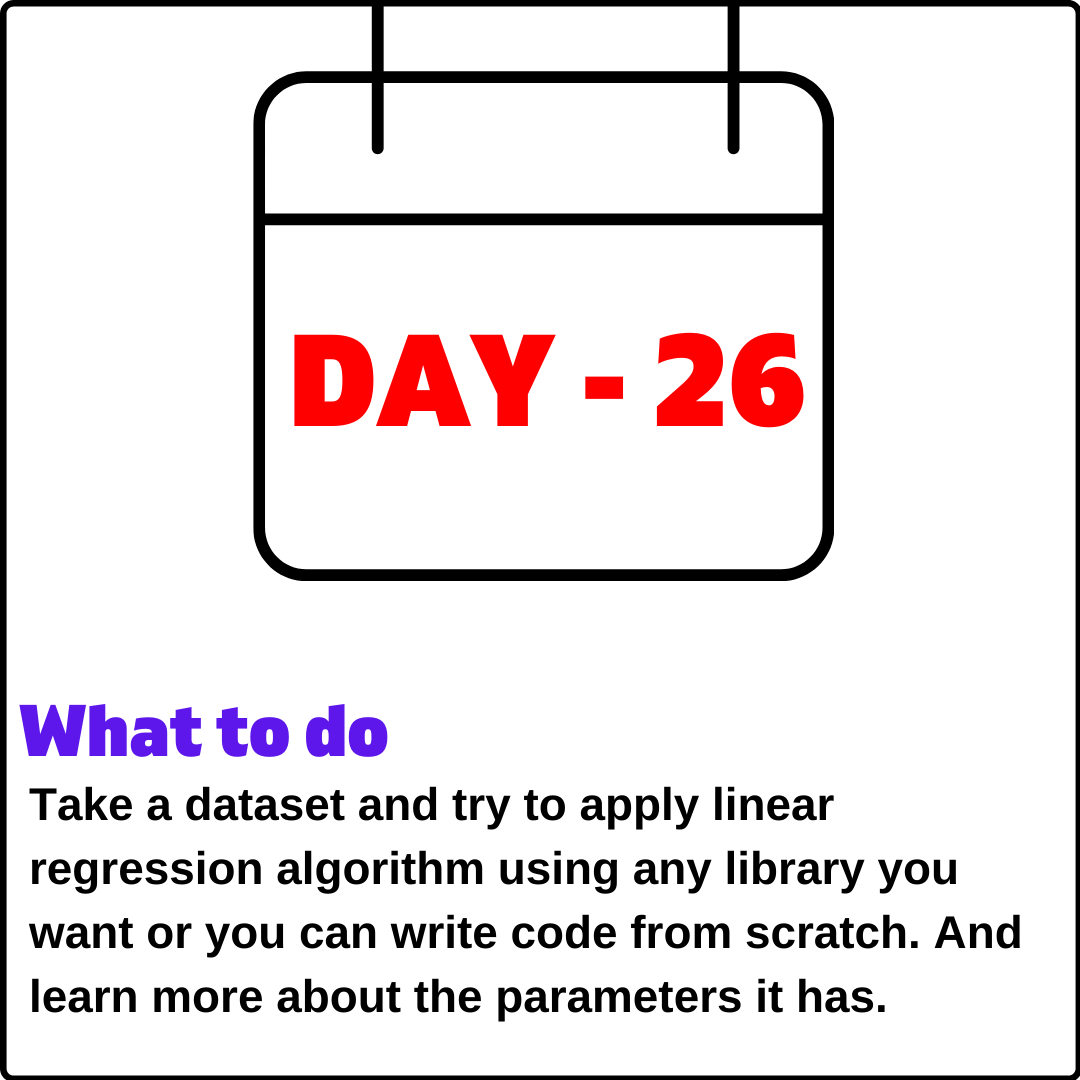 DAY - 26
What to do
Take a dataset and try to apply linear
regression algorithm using any library you
want or you can write code from scratch. And
learn more about the parameters it has.